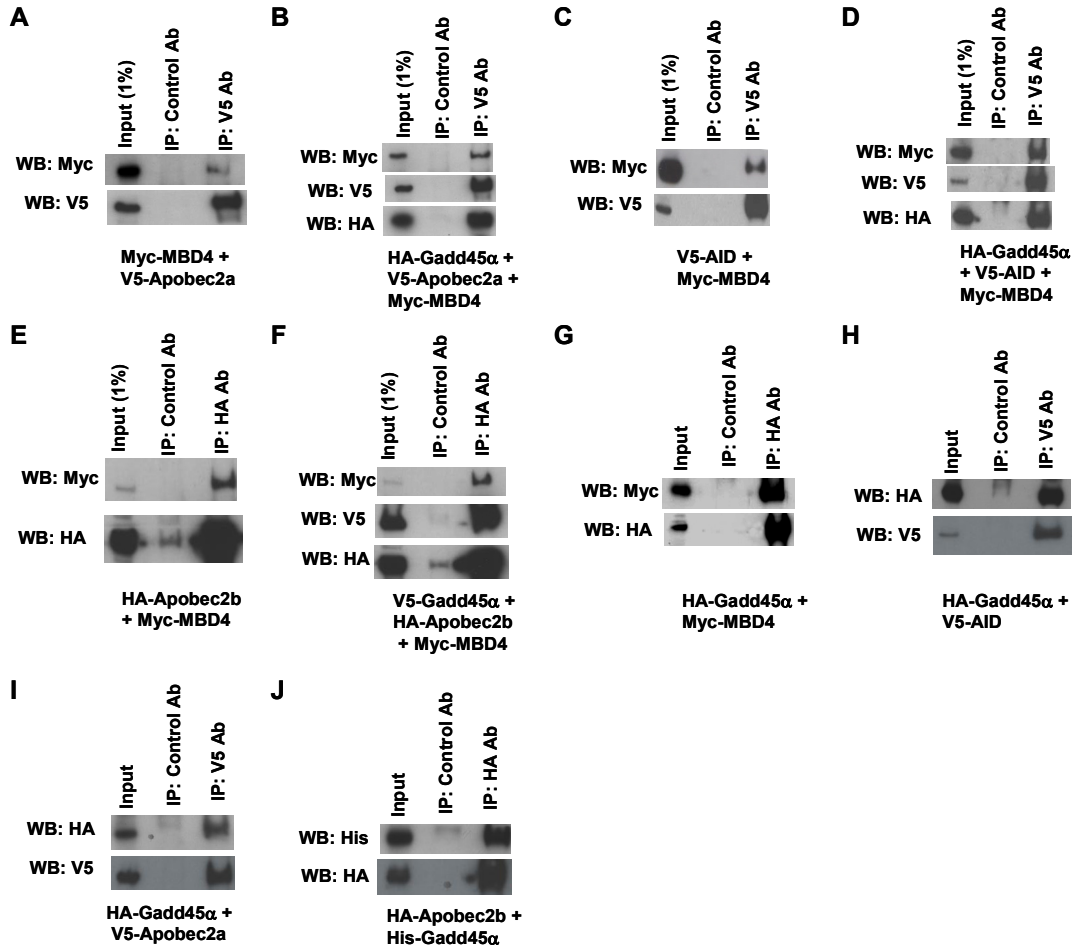 A
Input (1%)
IP: Control Ab
IP: V5 Ab
WB: Myc
WB: V5
Myc-MBD4 +
V5-Apobec2a
B
Input (1%)
IP: Control Ab
IP: V5 Ab
WB: Myc
WB: V5
WB: HA
HA-Gadd45α +
V5-Apobec2a +
Myc-MBD4
C
Input (1%)
IP: Control Ab
IP: V5 Ab
WB: Myc
WB: V5
V5-AID +
Myc-MBD4
D
Input (1%)
IP: Control Ab
IP: V5 Ab
WB: Myc
WB: V5
WB: HA
HA-Gadd45α
+ V5-AID +
Myc-MBD4
E
Input (1%)
IP: Control Ab
IP: HA Ab
WB: Myc
WB: HA
HA-Apobec2b
+ Myc-MBD4
F
Input (1%)
IP: Control Ab
IP: HA Ab
WB: Myc
WB: V5
WB: HA
V5-Gadd45α +
HA-Apobec2b
+ Myc-MBD4
G
Input
IP: Control Ab
IP: HA Ab
WB: Myc
WB: HA
HA-Gadd45α +
Myc-MBD4
H
Input
IP: Control Ab
IP: V5 Ab
WB: HA
WB: V5
HA-Gadd45α +
V5-AID
I
Input
IP: Control Ab
IP: V5 Ab
WB: HA
WB: V5
HA-Gadd45α +
V5-Apobec2a
J
Input
IP: Control Ab
IP: HA Ab
WB: His
WB: HA
HA-Apobec2b +
His-Gadd45α